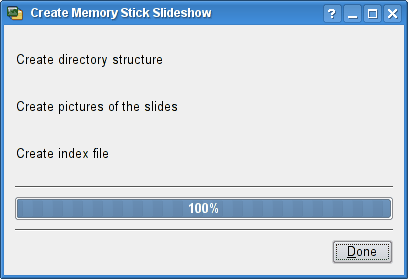 Create Memory Stick Slideshow
Create directory structure
Create pictures of the slides
Create index file
100%
Done